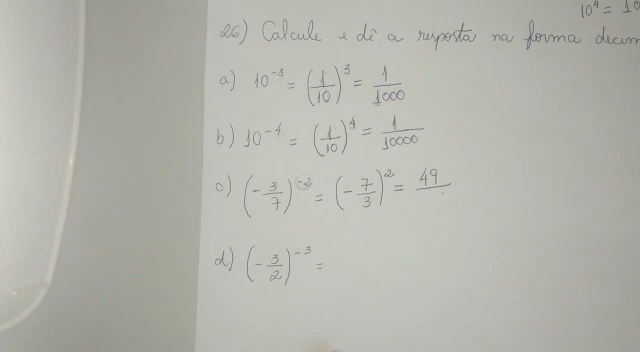 10⁴ = 10
26) Calcule e dê a resposta na forma decim
a) 10⁻³ = (1/10)³ = 1/1000
b) 10⁻⁴ = (1/10)⁴ = 1/10000
c) (-3/7)⁻² = (-7/3)² = 49/
d) (-3/2)⁻³ =